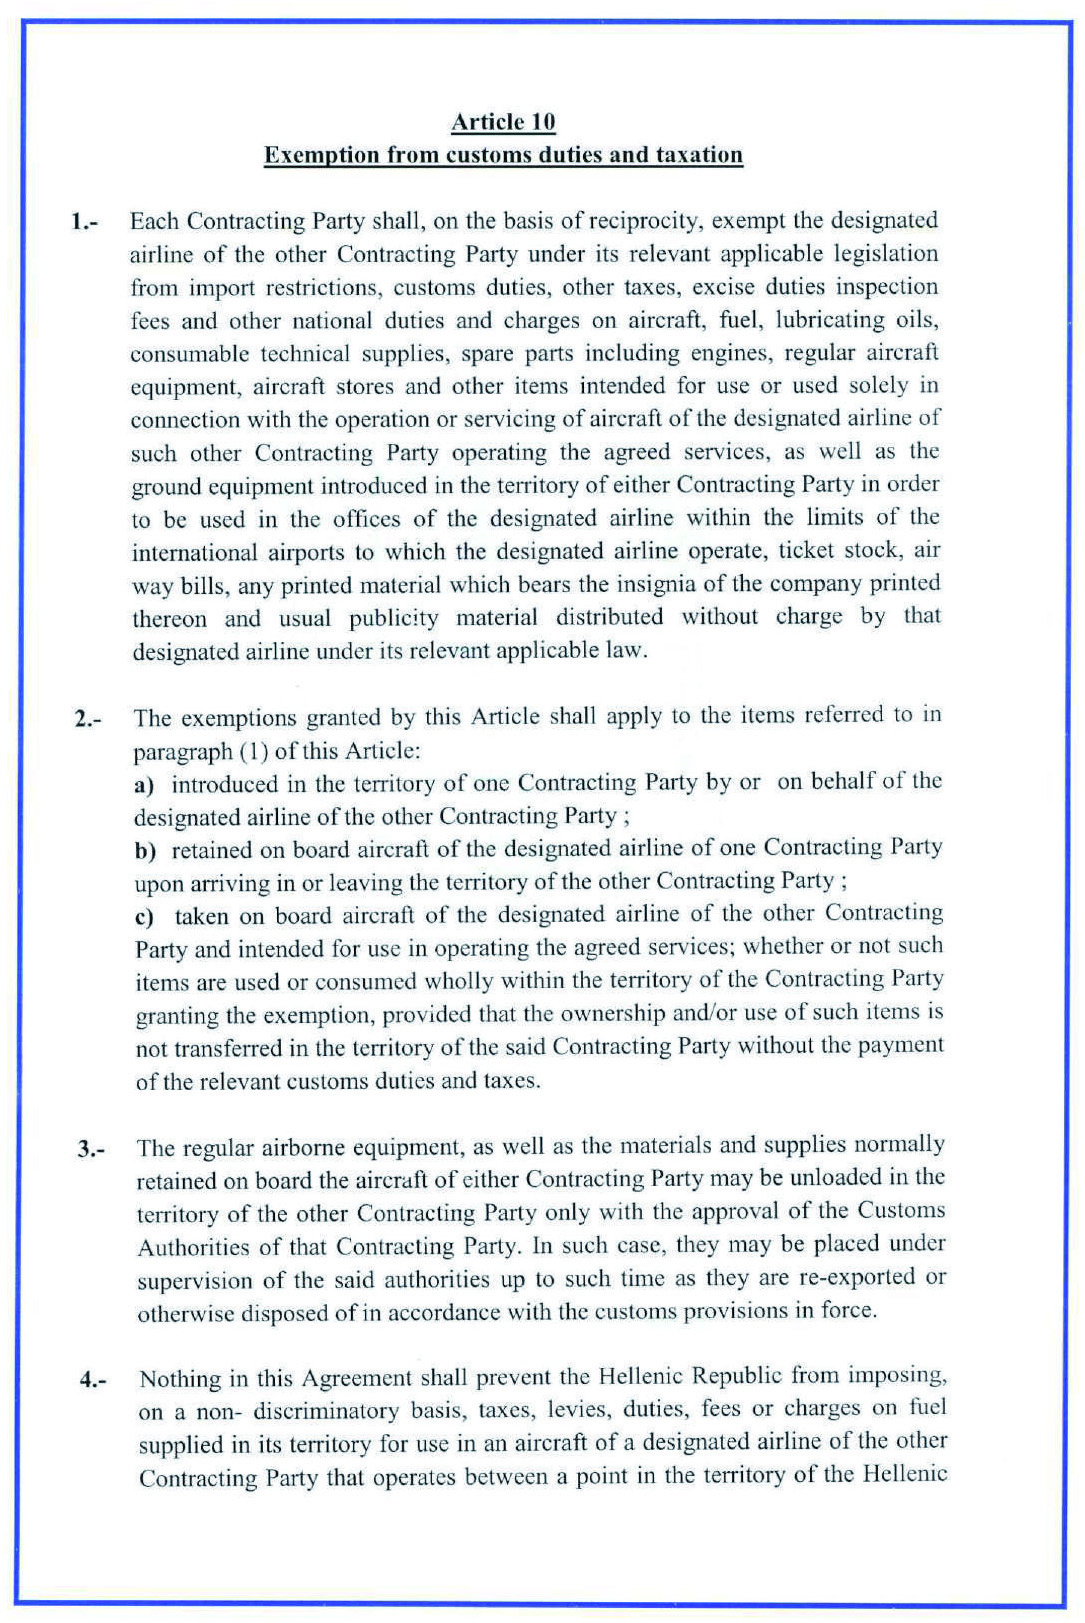 Article 10
Exemption from customs duties and taxation
1.- Each Contracting Party shall, on the basis of reciprocity, exempt the designated
airline of the other Contracting Party under its relevant applicable legislation
from import restrictions, customs duties, other taxes, excise duties inspection
fees and other national duties and charges on aircraft, fuel, lubricating oils,
consumable technical supplies, spare parts including engines, regular aircraft
equipment, aircraft stores and other items intended for use or used solely in
connection with the operation or servicing of aircraft of the designated airline of
such other Contracting Party operating the agreed services, as well as the
ground equipment introduced in the territory of either Contracting Party in order
to be used in the offices of the designated airline within the limits of the
international airports to which the designated airline operate, ticket stock, air
way bills, any printed material which bears the insignia of the company printed
thereon and usual publicity material distributed without charge by that
designated airline under its relevant applicable law.
2.- The exemptions granted by this Article shall apply to the items referred to in
paragraph (1) of this Article:
a) introduced in the territory of one Contracting Party by or on behalf of the
designated airline of the other Contracting Party ;
b) retained on board aircraft of the designated airline of one Contracting Party
upon arriving in or leaving the territory of the other Contracting Party ;
c) taken on board aircraft of the designated airline of the other Contracting
Party and intended for use in operating the agreed services; whether or not such
items are used or consumed wholly within the territory of the Contracting Party
granting the exemption, provided that the ownership and/or use of such items is
not transferred in the territory of the said Contracting Party without the payment
of the relevant customs duties and taxes.
3.- The regular airborne equipment, as well as the materials and supplies normally
retained on board the aircraft of either Contracting Party may be unloaded in the
territory of the other Contracting Party only with the approval of the Customs
Authorities of that Contracting Party. In such case, they may be placed under
supervision of the said authorities up to such time as they are re-exported or
otherwise disposed of in accordance with the customs provisions in force.
4.- Nothing in this Agreement shall prevent the Hellenic Republic from imposing,
on a non- discriminatory basis, taxes, levies, duties, fees or charges on fuel
supplied in its territory for use in an aircraft of a designated airline of the other
Contracting Party that operates between a point in the territory of the Hellenic